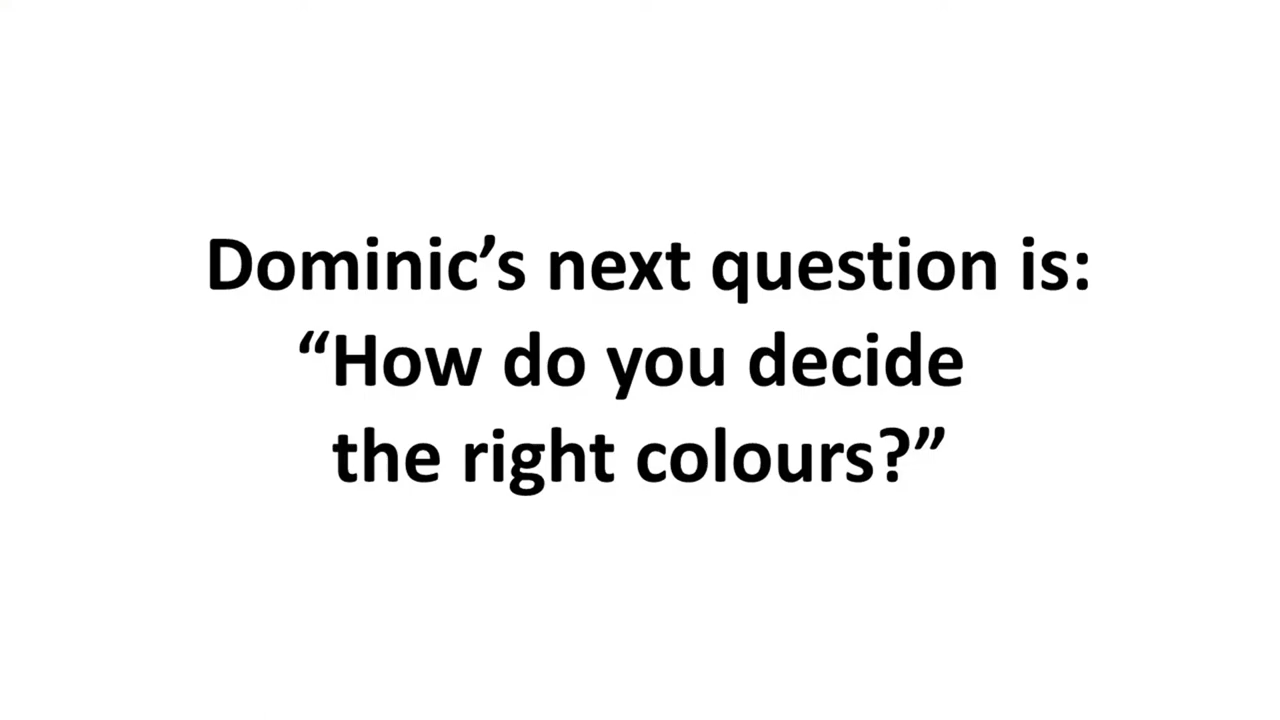 Dominic’s next question is:
“How do you decide
the right colours?”